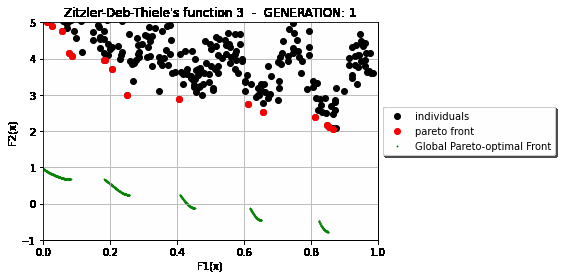 Zitzler-Deb-Thiele's function 3 - GENERATION: 1
5
4
3
2
1
0
−1
F2(x)
0.0 0.2 0.4 0.6 0.8 1.0
F1(x)
individuals
pareto front
Global Pareto-optimal Front